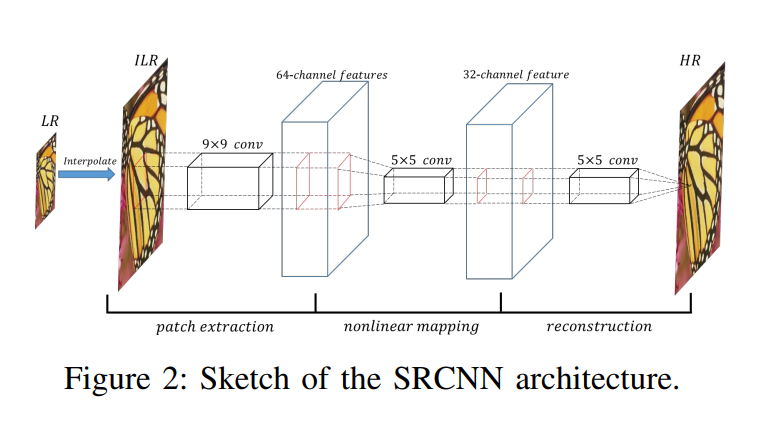 ILR
HR
64-channel features
32-channel feature
LR
9×9 conv
Interpolate
5×5 conv
5×5 conv
patch extraction
nonlinear mapping
reconstruction
Figure 2: Sketch of the SRCNN architecture.